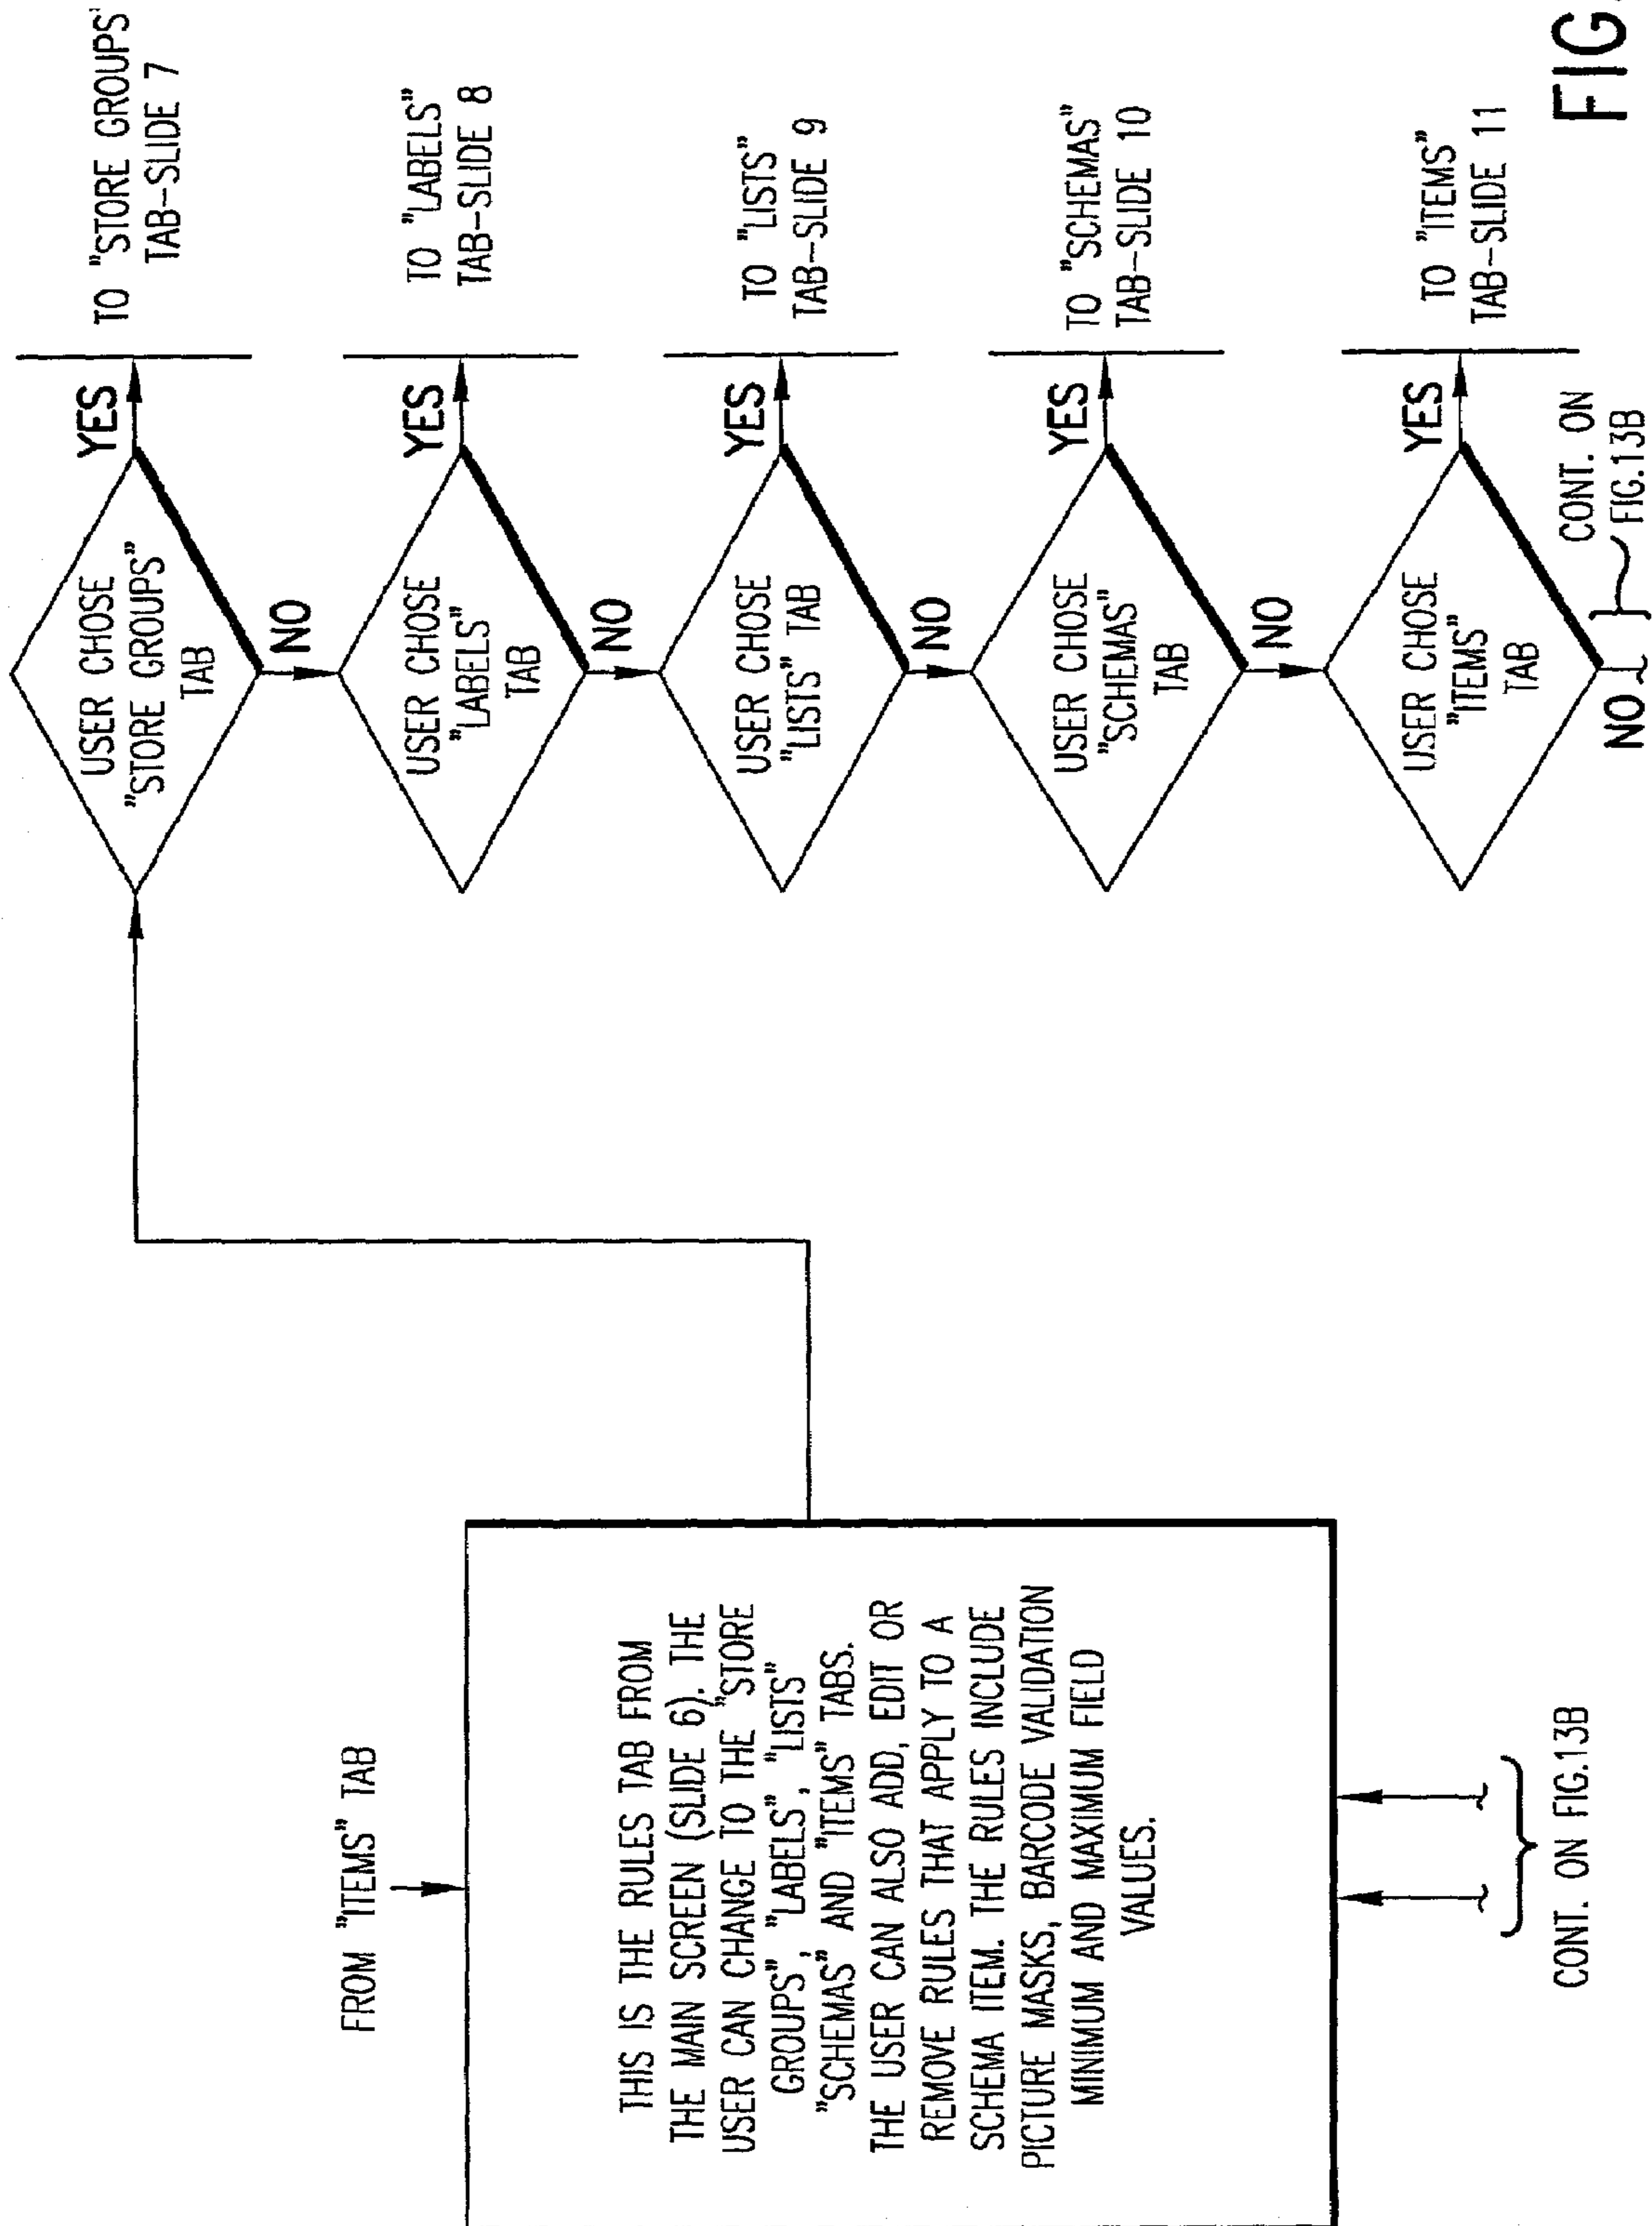 FROM "ITEMS" TAB
THIS IS THE RULES TAB FROM
THE MAIN SCREEN (SLIDE 6). THE
USER CAN CHANGE TO THE "STORE
GROUPS", "LABELS", "LISTS"
"SCHEMAS" AND "ITEMS" TABS.
THE USER CAN ALSO ADD, EDIT OR
REMOVE RULES THAT APPLY TO A
SCHEMA ITEM. THE RULES INCLUDE
PICTURE MASKS, BARCODE VALIDATION
MINIMUM AND MAXIMUM FIELD
VALUES.
CONT. ON FIG.13B
USER CHOSE
"STORE GROUPS"
TAB
YES
TO "STORE GROUPS"
TAB-SLIDE 7
NO
USER CHOSE
"LABELS"
TAB
YES
TO "LABELS"
TAB-SLIDE 8
NO
USER CHOSE
"LISTS" TAB
YES
TO "LISTS"
TAB-SLIDE 9
NO
USER CHOSE
"SCHEMAS"
TAB
YES
TO "SCHEMAS"
TAB-SLIDE 10
NO
USER CHOSE
"ITEMS"
TAB
YES
TO "ITEMS"
TAB-SLIDE 11
NO
CONT. ON
FIG.13B
FIG